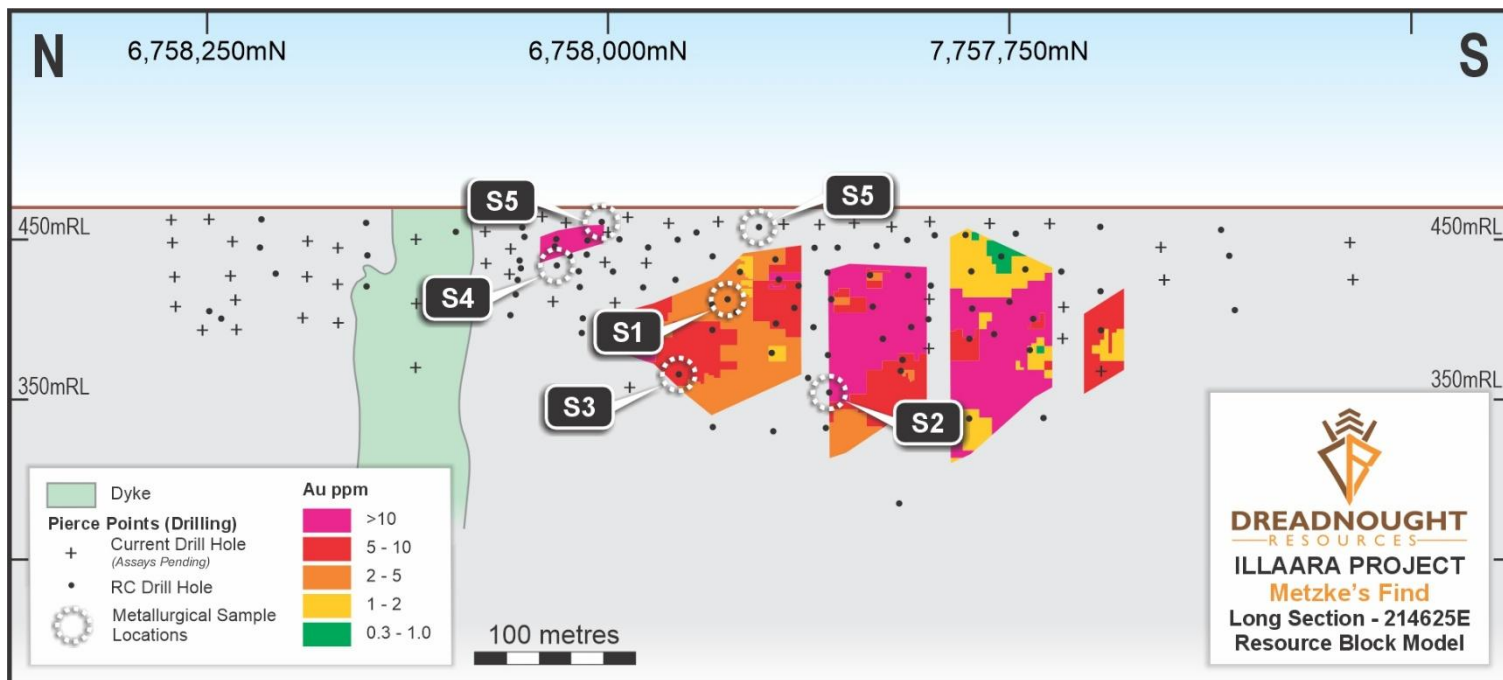 N
6,758,250mN
6,758,000mN
7,757,750mN
S
450mRL
450mRL
S5
S5
S4
S1
S3
S2
350mRL
350mRL
Dyke
Pierce Points (Drilling)
Current Drill Hole
(Assays Pending)
RC Drill Hole
Metallurgical Sample
Locations
Au ppm
>10
5 - 10
2 - 5
1 - 2
0.3 - 1.0
100 metres
DREADNOUGHT
RESOURCES
ILLAARA PROJECT
Metzke's Find
Long Section - 214625E
Resource Block Model